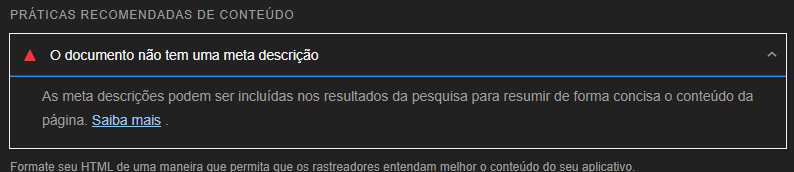 PRÁTICAS RECOMENDADAS DE CONTEÚDO
O documento não tem uma meta descrição
As meta descrições podem ser incluídas nos resultados da pesquisa para resumir de forma concisa o conteúdo da
página. Saiba mais .
Formate seu HTML de uma maneira que permita que os rastreadores entendam melhor o conteúdo do seu aplicativo.